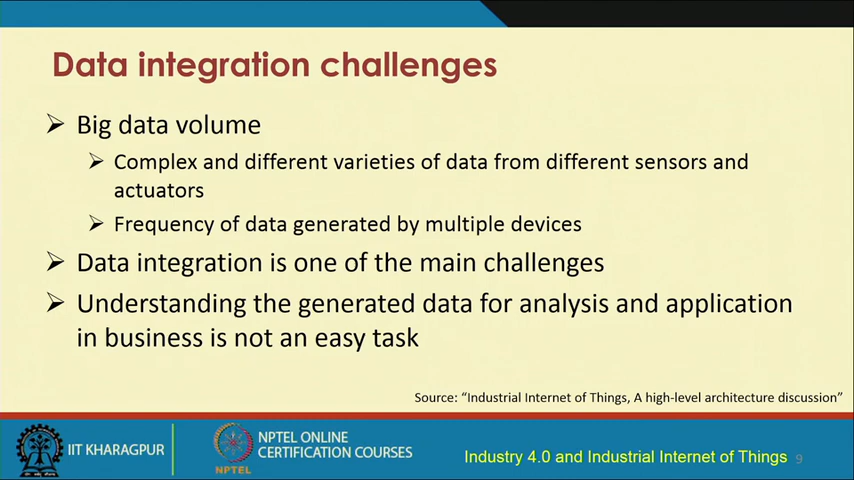 Data integration challenges
Big data volume
Complex and different varieties of data from different sensors and
actuators
Frequency of data generated by multiple devices
Data integration is one of the main challenges
Understanding the generated data for analysis and application
in business is not an easy task
Source: “Industrial Internet of Things, A high-level architecture discussion”
IIT KHARAGPUR
NPTEL
NPTEL ONLINE
CERTIFICATION COURSES
Industry 4.0 and Industrial Internet of Things 9